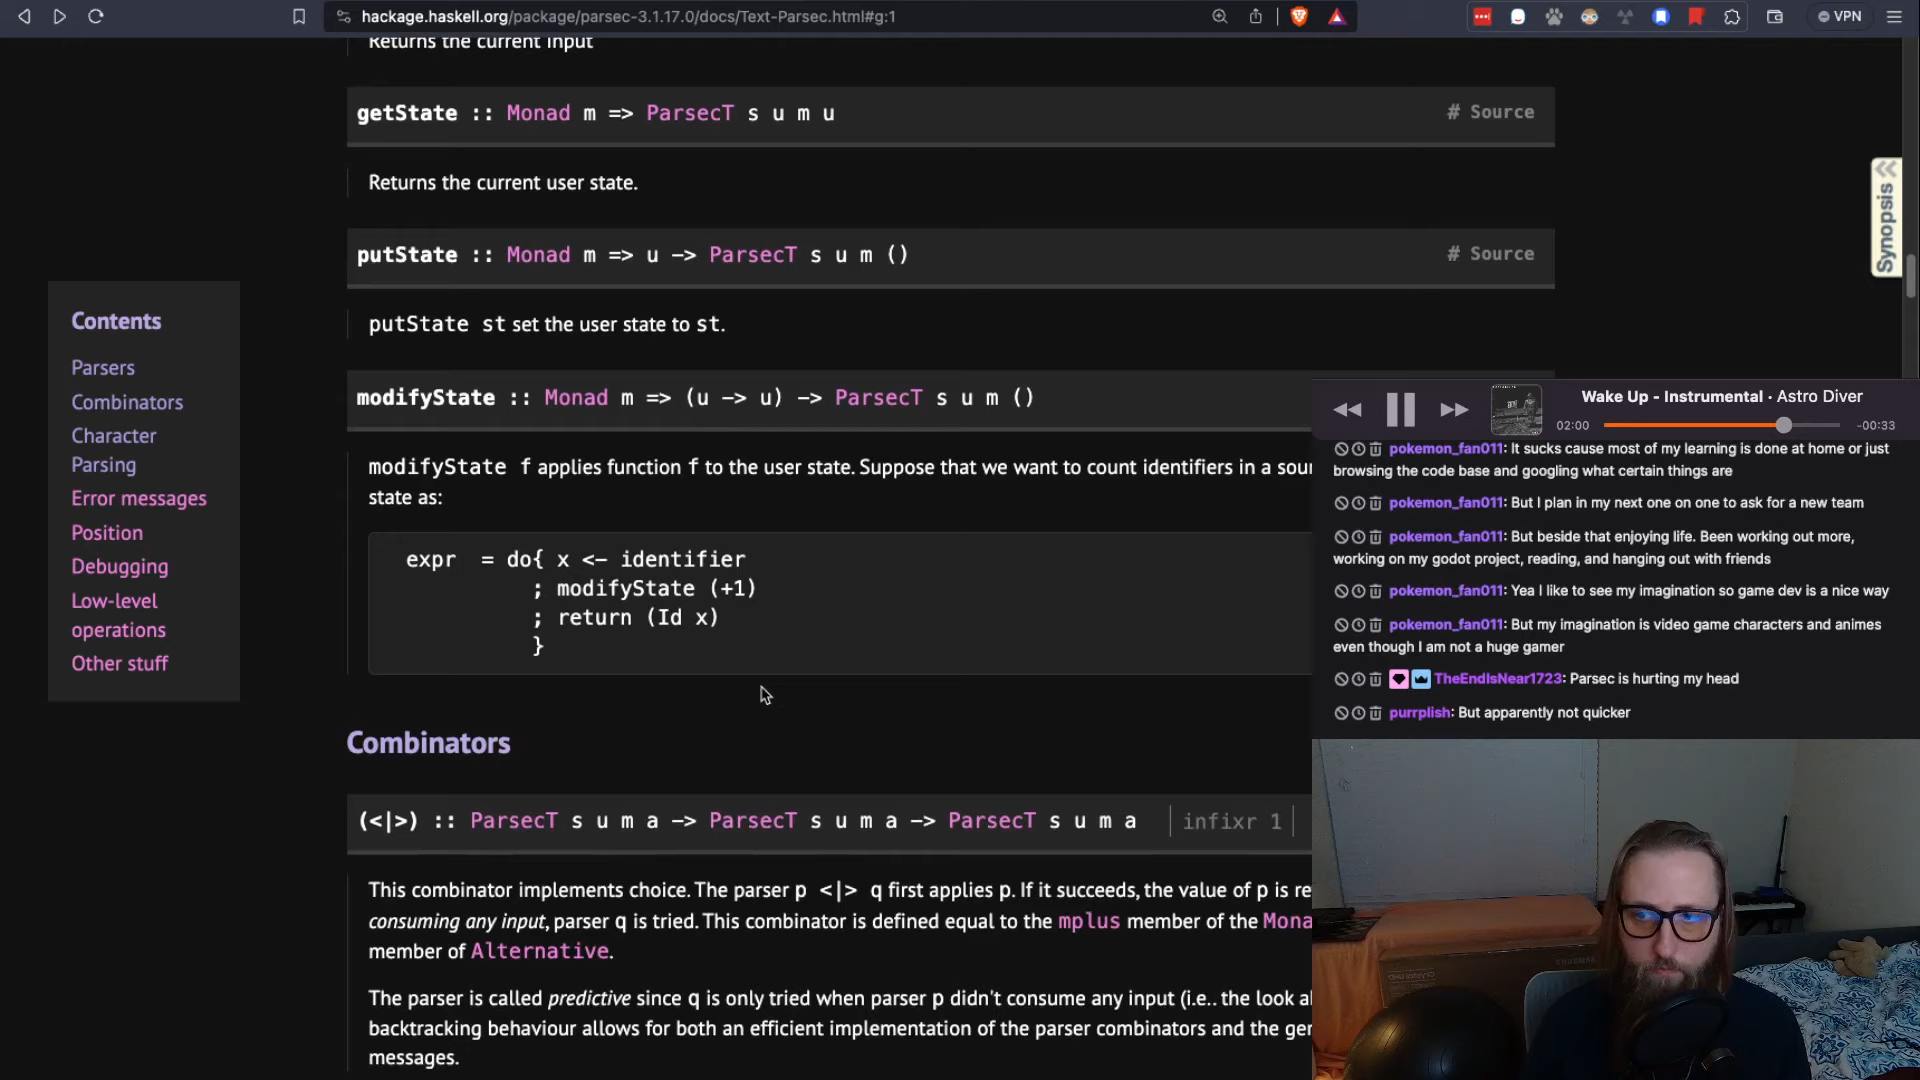 hackage.haskell.org/package/parsec-3.1.17.0/docs/Text-Parsec.html#g:1
VPN
Returns the current input
getState :: Monad m => ParsecT s u m u
# Source
Returns the current user state.
putState :: Monad m => u -> ParsecT s u m ()
# Source
putState st set the user state to st.
modifyState :: Monad m => (u -> u) -> ParsecT s u m ()
modifyState f applies function f to the user state. Suppose that we want to count identifiers in a sour
state as:
expr = do{ x <- identifier
; modifyState (+1)
; return (Id x)
}
Combinators
(<|>) :: ParsecT s u m a -> ParsecT s u m a -> ParsecT s u m a
infixr 1
This combinator implements choice. The parser p <|> q first applies p. If it succeeds, the value of p is re
consuming any input, parser q is tried. This combinator is defined equal to the mplus member of the Mona
member of Alternative.
The parser is called predictive since q is only tried when parser p didn't consume any input (i.e.. the look al
backtracking behaviour allows for both an efficient implementation of the parser combinators and the ger
messages.
Contents
Parsers
Combinators
Character
Parsing
Error messages
Position
Debugging
Low-level
operations
Other stuff
Synopsis
Wake Up - Instrumental · Astro Diver
02:00
-00:33
pokemon_fan011: It sucks cause most of my learning is done at home or just
browsing the code base and googling what certain things are
pokemon_fan011: But I plan in my next one on one to ask for a new team
pokemon_fan011: But beside that enjoying life. Been working out more,
working on my godot project, reading, and hanging out with friends
pokemon_fan011: Yea I like to see my imagination so game dev is a nice way
pokemon_fan011: But my imagination is video game characters and animes
even though I am not a huge gamer
TheEndIsNear1723: Parsec is hurting my head
purrplish: But apparently not quicker